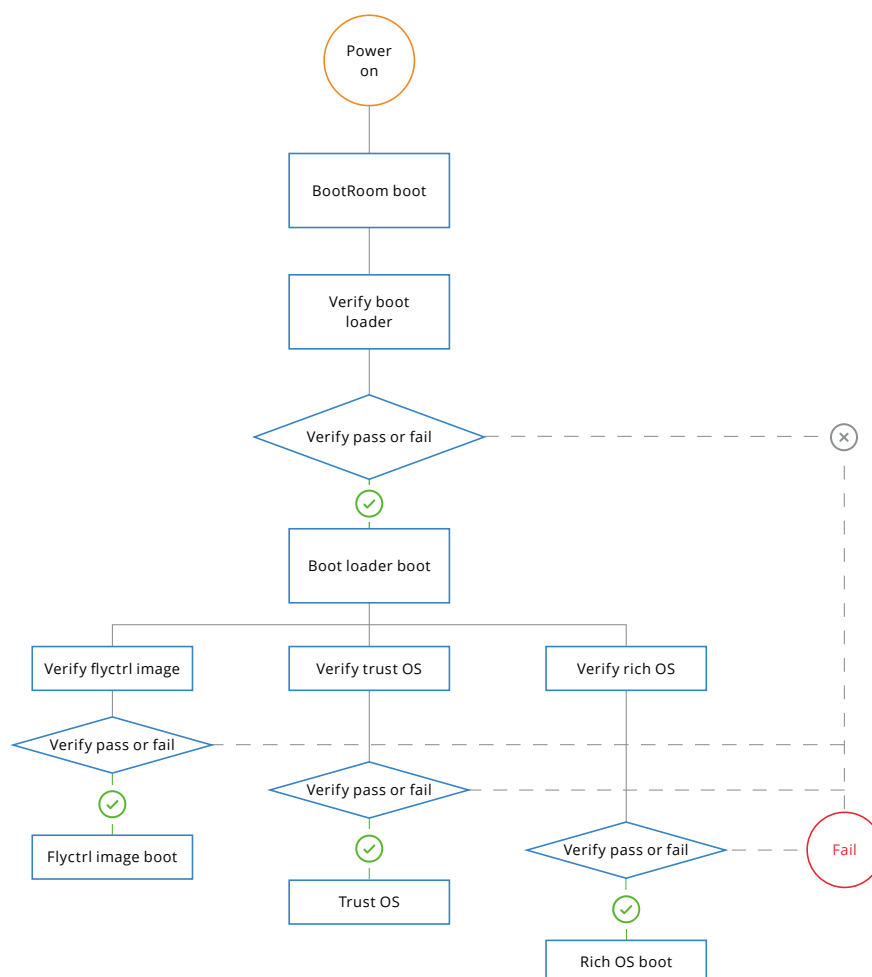 Power
on
BootRoom boot
Verify boot
loader
Verify pass or fail
Boot loader boot
Verify flyctrl image
Verify trust OS
Verify rich OS
Verify pass or fail
Verify pass or fail
Verify pass or fail
Fail
Flyctrl image boot
Trust OS
Rich OS boot